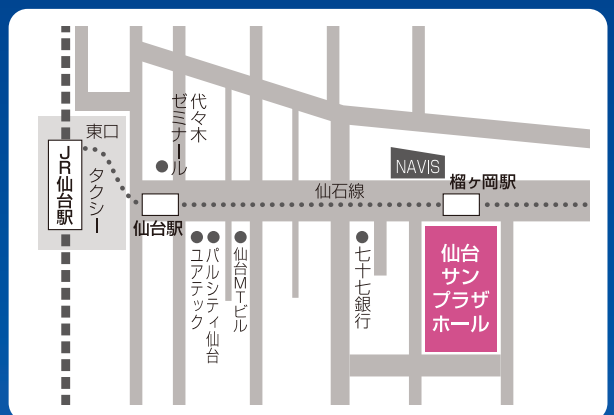 東口
JR仙台駅
タクシー
代々木
ゼミナール
仙台駅
仙石線
NAVIS
榴ヶ岡駅
ユアテック
パルシティ仙台
仙台MTビル
七十七銀行
仙台
サン
プラザ
ホール